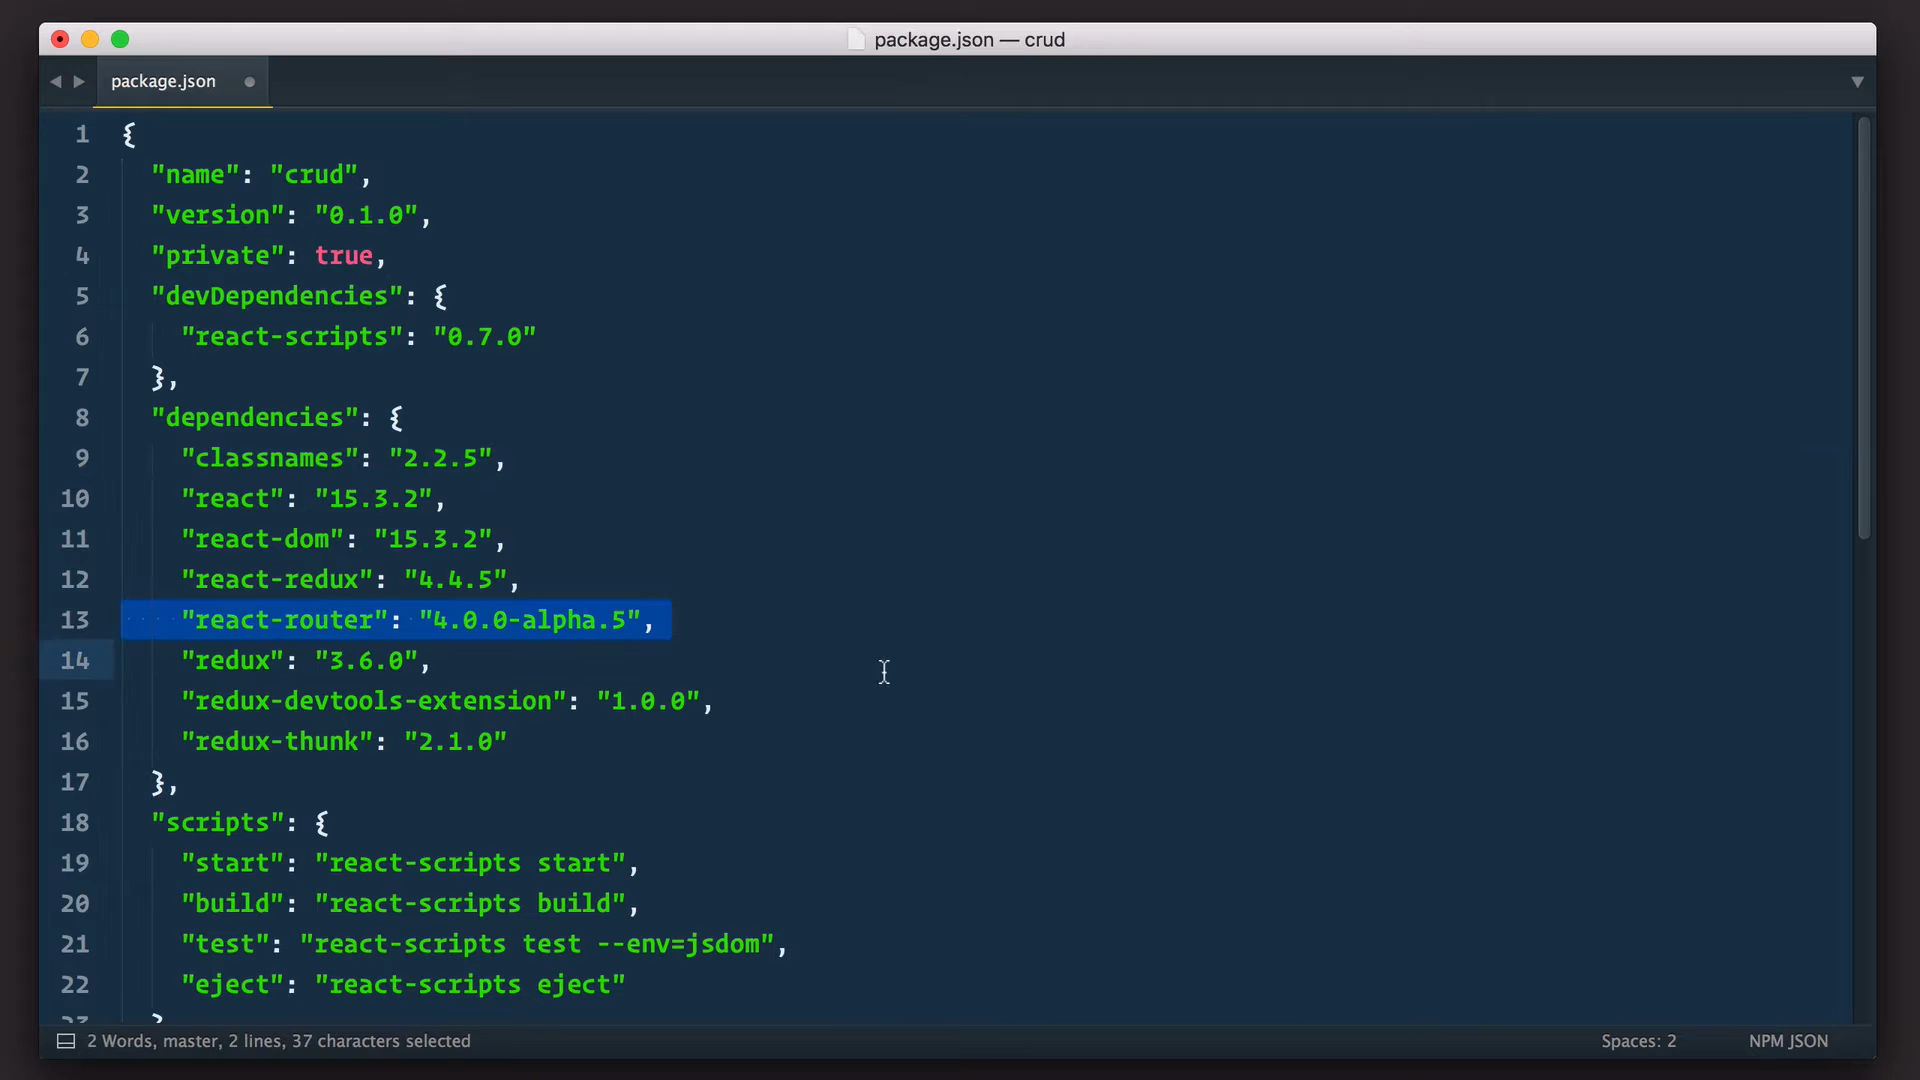 package.json — crud
package.json
1 {
2 "name": "crud",
3 "version": "0.1.0",
4 "private": true,
5 "devDependencies": {
6 "react-scripts": "0.7.0"
7 },
8 "dependencies": {
9 "classnames": "2.2.5",
10 "react": "15.3.2",
11 "react-dom": "15.3.2",
12 "react-redux": "4.4.5",
13 "react-router": "4.0.0-alpha.5",
14 "redux": "3.6.0",
15 "redux-devtools-extension": "1.0.0",
16 "redux-thunk": "2.1.0"
17 },
18 "scripts": {
19 "start": "react-scripts start",
20 "build": "react-scripts build",
21 "test": "react-scripts test --env=jsdom",
22 "eject": "react-scripts eject"
2 Words, master, 2 lines, 37 characters selected
Spaces: 2
NPM JSON